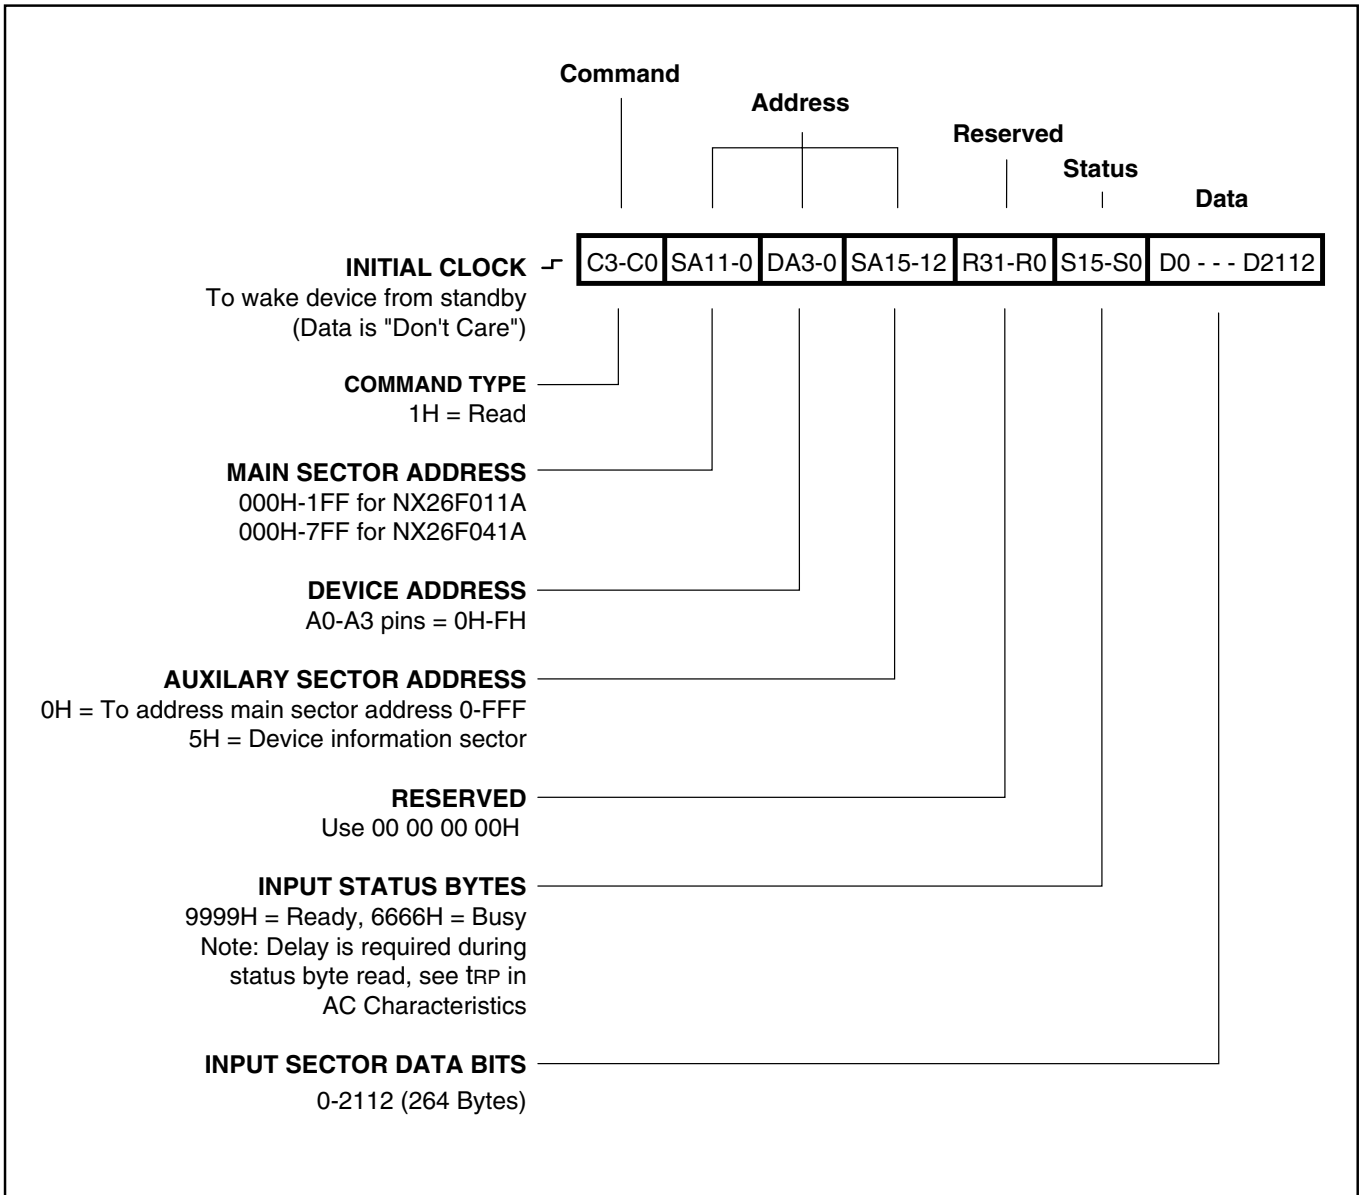 Command
Address
Reserved
Status
Data
C3-C0 SA11-0 DA3-0 SA15-12 R31-R0 S15-S0 D0 - - - D2112
INITIAL CLOCK
To wake device from standby
(Data is "Don't Care")
COMMAND TYPE
1H = Read
MAIN SECTOR ADDRESS
000H-1FF for NX26F011A
000H-7FF for NX26F041A
DEVICE ADDRESS
A0-A3 pins = 0H-FH
AUXILARY SECTOR ADDRESS
0H = To address main sector address 0-FFF
5H = Device information sector
RESERVED
Use 00 00 00 00H
INPUT STATUS BYTES
9999H = Ready, 6666H = Busy
Note: Delay is required during
status byte read, see tRP in
AC Characteristics
INPUT SECTOR DATA BITS
0-2112 (264 Bytes)